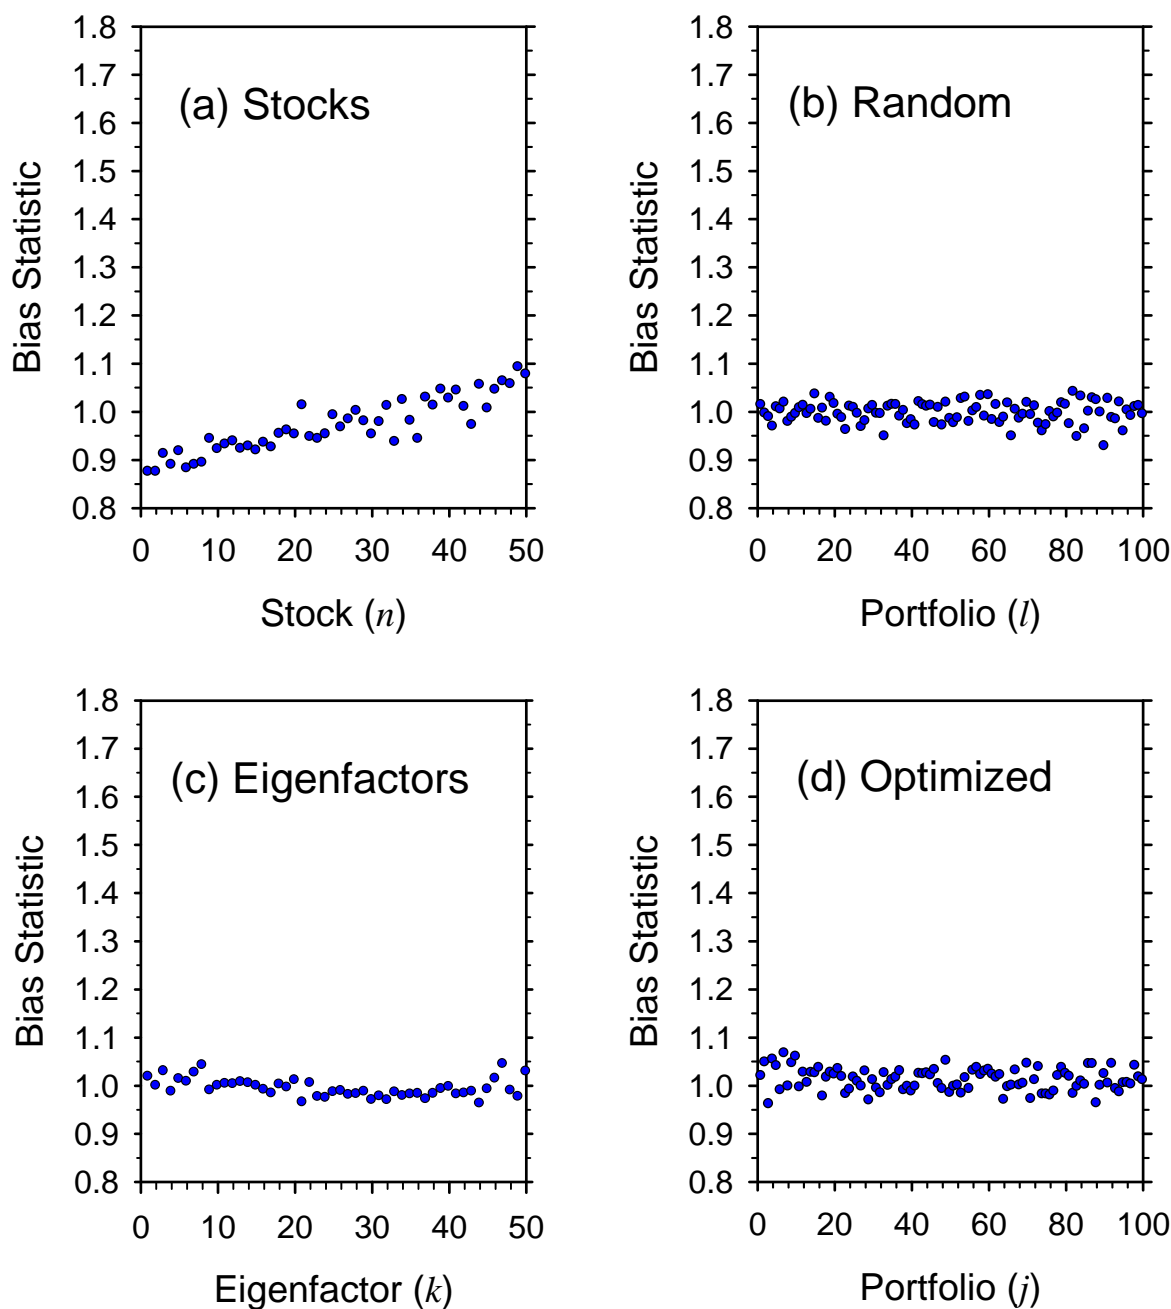 (a) Stocks
Bias Statistic
1.8
1.7
1.6
1.5
1.4
1.3
1.2
1.1
1.0
0.9
0.8
0 10 20 30 40 50
Stock (n)
(b) Random
Bias Statistic
1.8
1.7
1.6
1.5
1.4
1.3
1.2
1.1
1.0
0.9
0.8
0 20 40 60 80 100
Portfolio (l)
(c) Eigenfactors
Bias Statistic
1.8
1.7
1.6
1.5
1.4
1.3
1.2
1.1
1.0
0.9
0.8
0 10 20 30 40 50
Eigenfactor (k)
(d) Optimized
Bias Statistic
1.8
1.7
1.6
1.5
1.4
1.3
1.2
1.1
1.0
0.9
0.8
0 20 40 60 80 100
Portfolio (j)